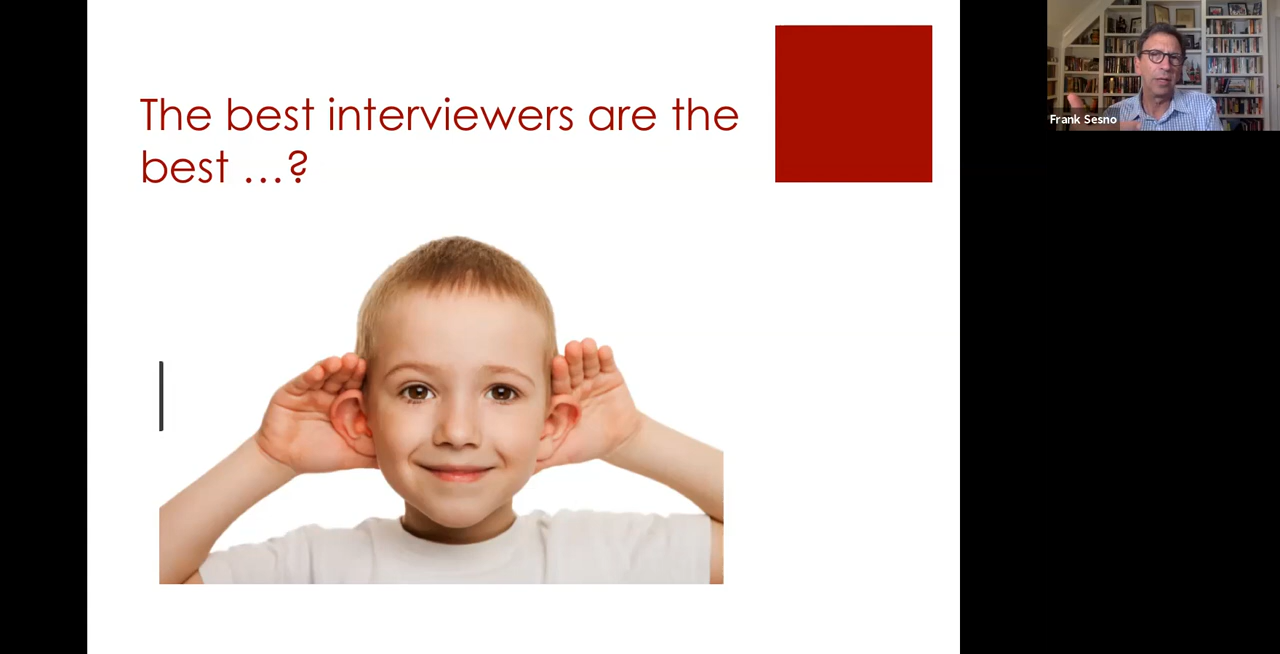 The best interviewers are the
best ...?
Frank Sesno